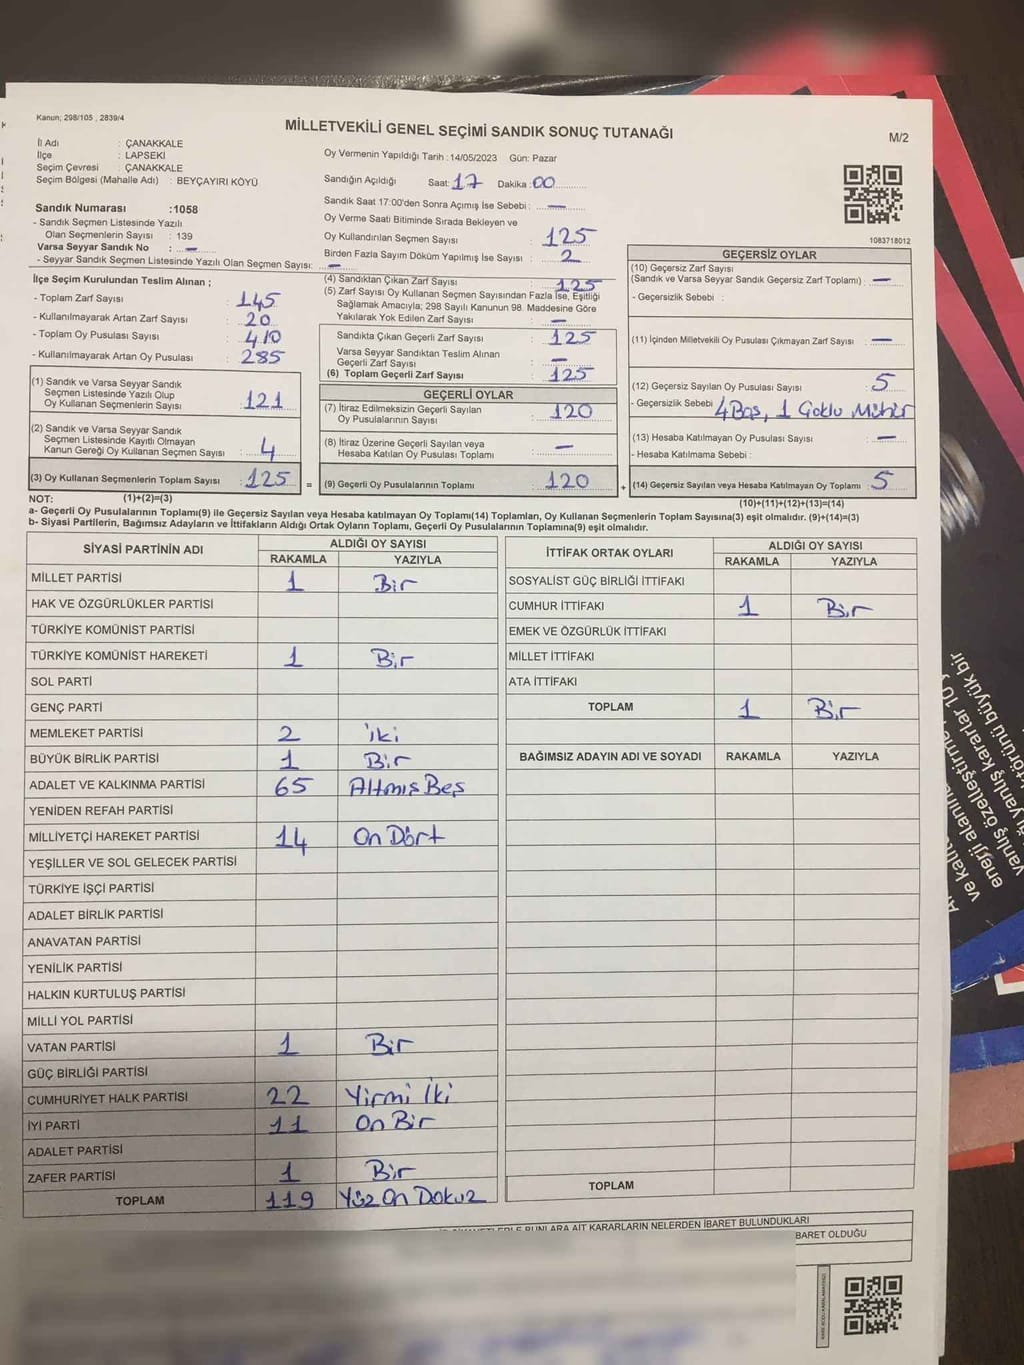 Kanun; 298/105 , 2839/4
MİLLETVEKİLİ GENEL SEÇİMİ SANDIK SONUÇ TUTANAĞI
M/2
İl Adı : ÇANAKKALE
İlçe : LAPSEKİ
Seçim Çevresi : ÇANAKKALE
Seçim Bölgesi (Mahalle Adı) : BEYÇAYIRI KÖYÜ
Oy Vermenin Yapıldığı Tarih : 14/05/2023 Gün: Pazar
Sandığın Açıldığı Saat: 17 Dakika : 00
Sandık Saat 17:00'den Sonra Açımış İse Sebebi : —
Oy Verme Saati Bitiminde Sırada Bekleyen ve
Oy Kullandırılan Seçmen Sayısı : 125
Birden Fazla Sayım Döküm Yapılmış İse Sayısı : 2
Sandık Numarası :1058
- Sandık Seçmen Listesinde Yazılı
Olan Seçmenlerin Sayısı : 139
Varsa Seyyar Sandık No : —
- Seyyar Sandık Seçmen Listesinde Yazılı Olan Seçmen Sayısı: —
1083718012
İlçe Seçim Kurulundan Teslim Alınan ;
- Toplam Zarf Sayısı : 145
- Kullanılmayarak Artan Zarf Sayısı : 20
- Toplam Oy Pusulası Sayısı : 410
- Kullanılmayarak Artan Oy Pusulası : 285
(1) Sandık ve Varsa Seyyar Sandık
Seçmen Listesinde Yazılı Olup
Oy Kullanan Seçmenlerin Sayısı : 121
(2) Sandık ve Varsa Seyyar Sandık
Seçmen Listesinde Kayıtlı Olmayan
Kanun Gereği Oy Kullanan Seçmen Sayısı : 4
(3) Oy Kullanan Seçmenlerin Toplam Sayısı : 125
(4) Sandıktan Çıkan Zarf Sayısı : 125
(5) Zarf Sayısı Oy Kullanan Seçmen Sayısından Fazla İse, Eşitliği
Sağlamak Amacıyla; 298 Sayılı Kanunun 98. Maddesine Göre
Yakılarak Yok Edilen Zarf Sayısı : —
Sandıkta Çıkan Geçerli Zarf Sayısı : 125
Varsa Seyyar Sandıktan Teslim Alınan
Geçerli Zarf Sayısı : —
(6) Toplam Geçerli Zarf Sayısı : 125
GEÇERLİ OYLAR
(7) İtiraz Edilmeksizin Geçerli Sayılan
Oy Pusulalarının Sayısı : 120
(8) İtiraz Üzerine Geçerli Sayılan veya
Hesaba Katılan Oy Pusulası Toplamı : —
= (9) Geçerli Oy Pusulalarının Toplamı : 120
GEÇERSİZ OYLAR
(10) Geçersiz Zarf Sayısı
(Sandık ve Varsa Seyyar Sandık Geçersiz Zarf Toplamı) : —
- Geçersizlik Sebebi :
(11) İçinden Milletvekili Oy Pusulası Çıkmayan Zarf Sayısı : —
(12) Geçersiz Sayılan Oy Pusulası Sayısı : 5
- Geçersizlik Sebebi : 4 Boş, 1 Çoklu Mühür
(13) Hesaba Katılmayan Oy Pusulası Sayısı : —
- Hesaba Katılmama Sebebi :
+ (14) Geçersiz Sayılan veya Hesaba Katılmayan Oy Toplamı : 5
NOT: (1)+(2)=(3)
(10)+(11)+(12)+(13)=(14)
a- Geçerli Oy Pusulalarının Toplamı(9) ile Geçersiz Sayılan veya Hesaba katılmayan Oy Toplamı(14) Toplamları, Oy Kullanan Seçmenlerin Toplam Sayısına(3) eşit olmalıdır. (9)+(14)=(3)
b- Siyasi Partilerin, Bağımsız Adayların ve İttifakların Aldığı Ortak Oyların Toplamı, Geçerli Oy Pusulalarının Toplamına(9) eşit olmalıdır.
SİYASİ PARTİNİN ADI ALDIĞI OY SAYISI
RAKAMLA YAZIYLA
MİLLET PARTİSİ 1 Bir
HAK VE ÖZGÜRLÜKLER PARTİSİ
TÜRKİYE KOMÜNİST PARTİSİ
TÜRKİYE KOMÜNİST HAREKETİ 1 Bir
SOL PARTİ
GENÇ PARTİ
MEMLEKET PARTİSİ 2 İki
BÜYÜK BİRLİK PARTİSİ 1 Bir
ADALET VE KALKINMA PARTİSİ 65 Altmış Beş
YENİDEN REFAH PARTİSİ
MİLLİYETÇİ HAREKET PARTİSİ 14 On Dört
YEŞİLLER VE SOL GELECEK PARTİSİ
TÜRKİYE İŞÇİ PARTİSİ
ADALET BİRLİK PARTİSİ
ANAVATAN PARTİSİ
YENİLİK PARTİSİ
HALKIN KURTULUŞ PARTİSİ
MİLLİ YOL PARTİSİ
VATAN PARTİSİ 1 Bir
GÜÇ BİRLİĞİ PARTİSİ
CUMHURİYET HALK PARTİSİ 22 Yirmi İki
İYİ PARTİ 11 On Bir
ADALET PARTİSİ
ZAFER PARTİSİ 1 Bir
TOPLAM 119 Yüz On Dokuz
İTTİFAK ORTAK OYLARI ALDIĞI OY SAYISI
RAKAMLA YAZIYLA
SOSYALİST GÜÇ BİRLİĞİ İTTİFAKI
CUMHUR İTTİFAKI 1 Bir
EMEK VE ÖZGÜRLÜK İTTİFAKI
MİLLET İTTİFAKI
ATA İTTİFAKI
TOPLAM 1 Bir
BAĞIMSIZ ADAYIN ADI VE SOYADI RAKAMLA YAZIYLA
TOPLAM
BUNLARA AİT KARARLARIN NELERDEN İBARET BULUNDUKLARI
BARET OLDUĞU
yanlış kararlar 10 y
büyük bir
yanlış özelleştirme
enerji alanın